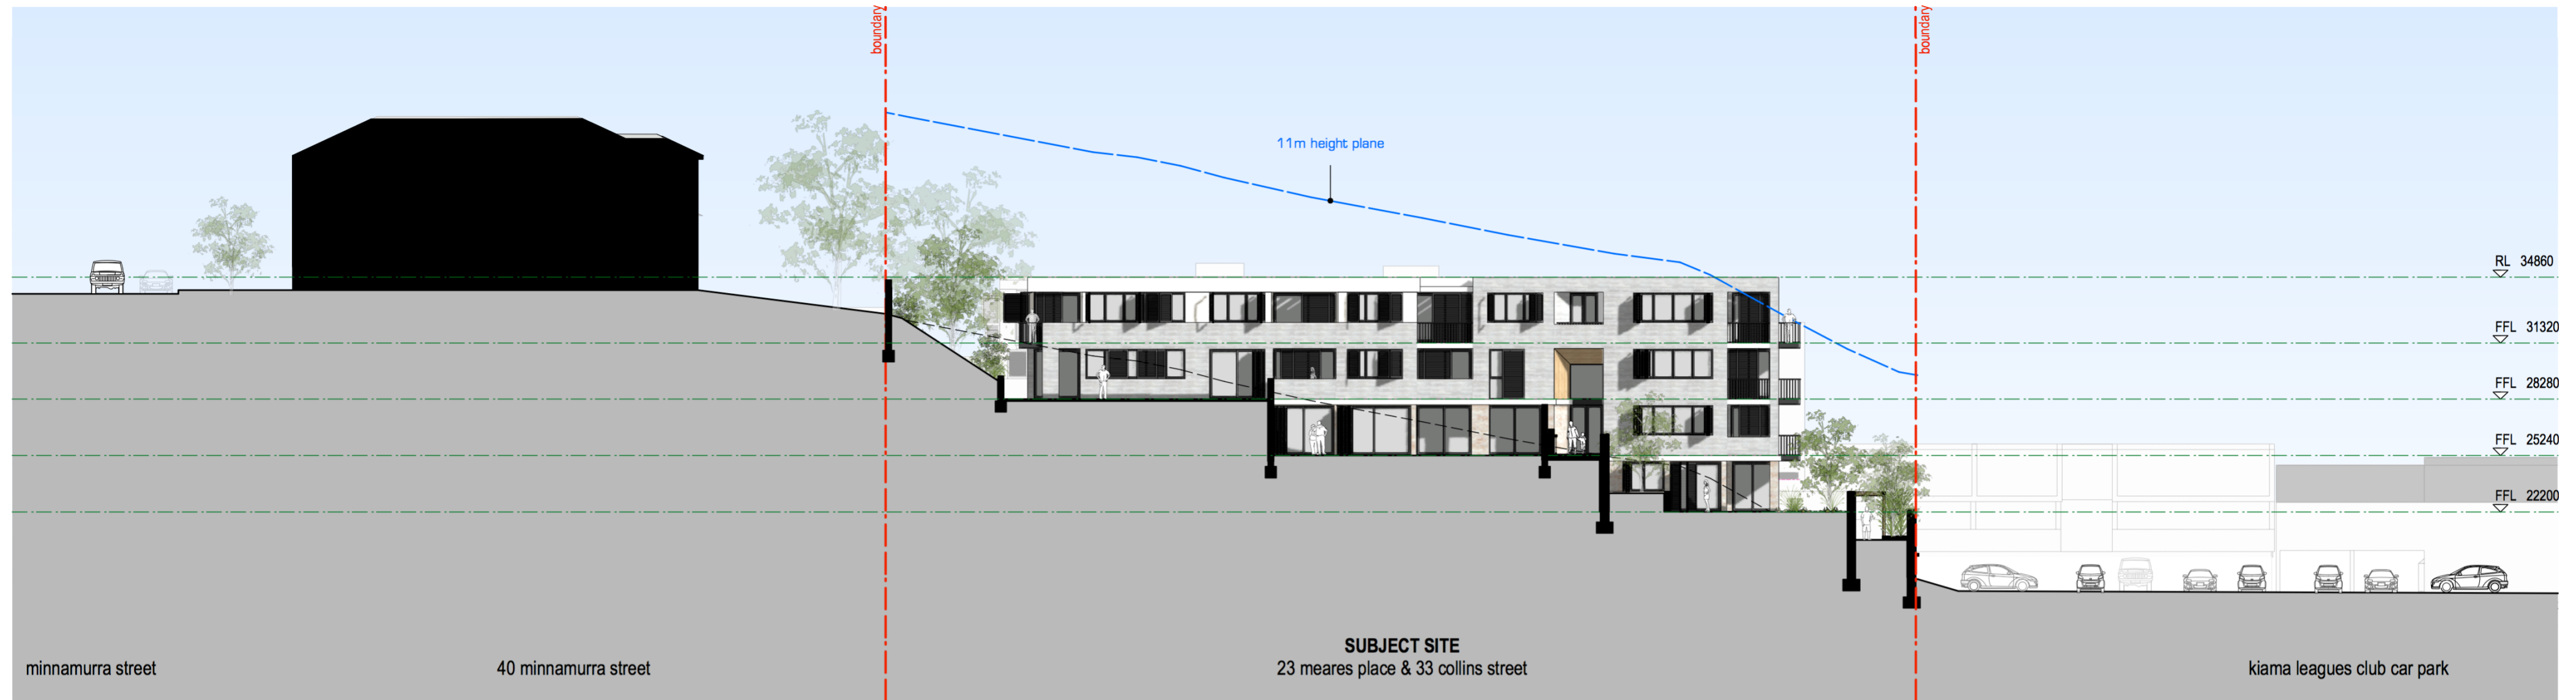 boundary
boundary
11m height plane
RL 34860
FFL 31320
FFL 28280
FFL 25240
FFL 22200
minnamurra street
40 minnamurra street
SUBJECT SITE
23 meares place & 33 collins street
kiama leagues club car park